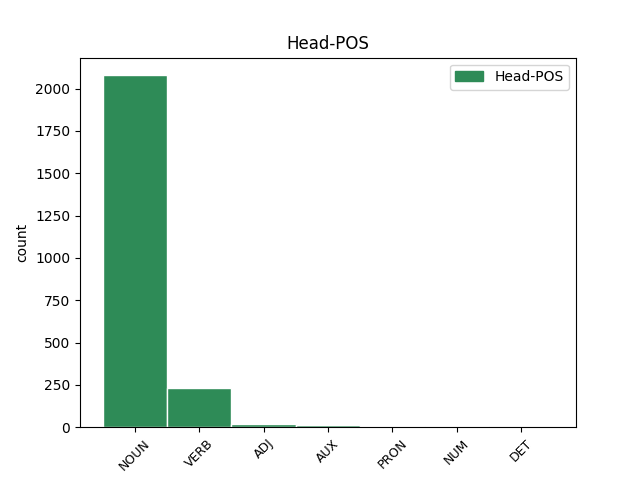 Head-POS
Head-POS
count
2000
1750
1500
1250
1000
750
500
250
0
NOUN
VERB
ADJ
AUX
PRON
NUM
DET